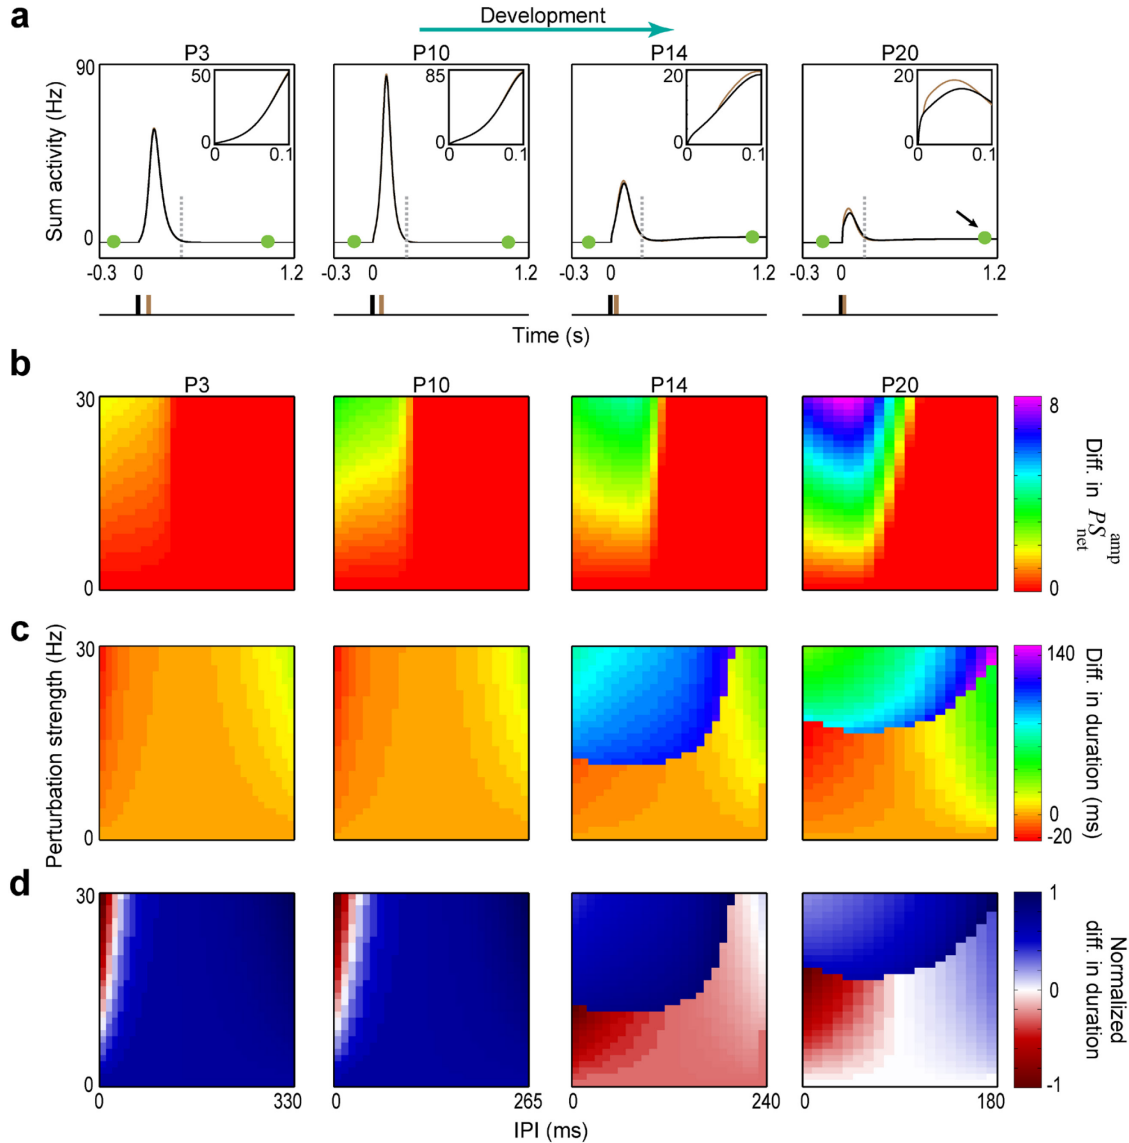 a
Development
P3
P10
P14
P20
Sum activity (Hz)
90
0
50
0
0
0.1
85
0
0
0.1
20
0
0
0.1
20
0
0
0.1
-0.3
0
1.2
-0.3
0
1.2
-0.3
0
1.2
-0.3
0
1.2
Time (s)
b
P3
P10
P14
P20
30
0
8
0
Diff. in PS net amp
c
Perturbation strength (Hz)
30
0
140
0
-20
Diff. in duration (ms)
d
30
0
1
0
-1
Normalized
diff. in duration
0
330
0
265
0
240
0
180
IPI (ms)